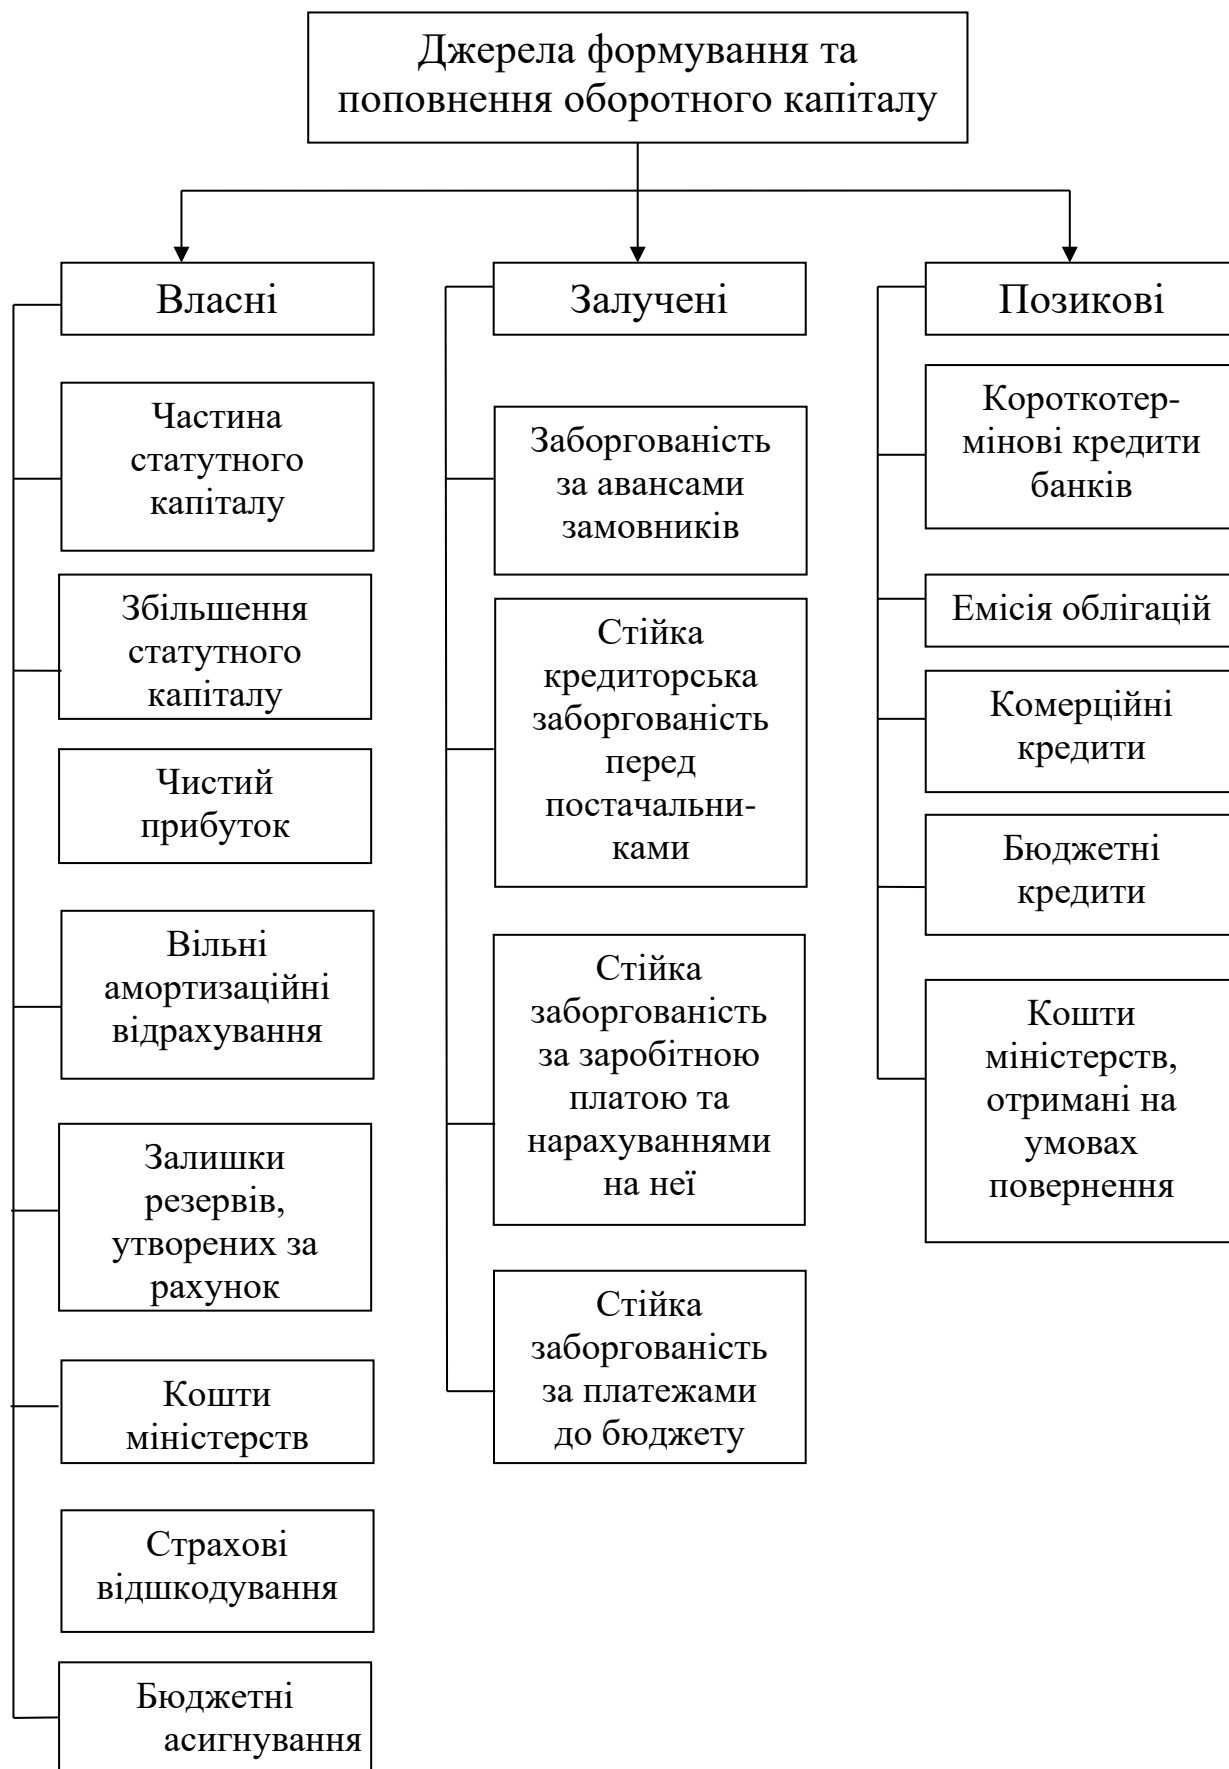 Джерела формування та
поповнення оборотного капіталу
Власні
Частина
статутного
капіталу
Збільшення
статутного
капіталу
Чистий
прибуток
Вільні
амортизаційні
відрахування
Залишки
резервів,
утворених за
рахунок
Кошти
міністерств
Страхові
відшкодування
Бюджетні
асигнування
Залучені
Заборгованість
за авансами
замовників
Стійка
кредиторська
заборгованість
перед
постачальни-
ками
Стійка
заборгованість
за заробітною
платою та
нарахуваннями
на неї
Стійка
заборгованість
за платежами
до бюджету
Позикові
Короткотер-
мінові кредити
банків
Емісія облігацій
Комерційні
кредити
Бюджетні
кредити
Кошти
міністерств,
отримані на
умовах
повернення